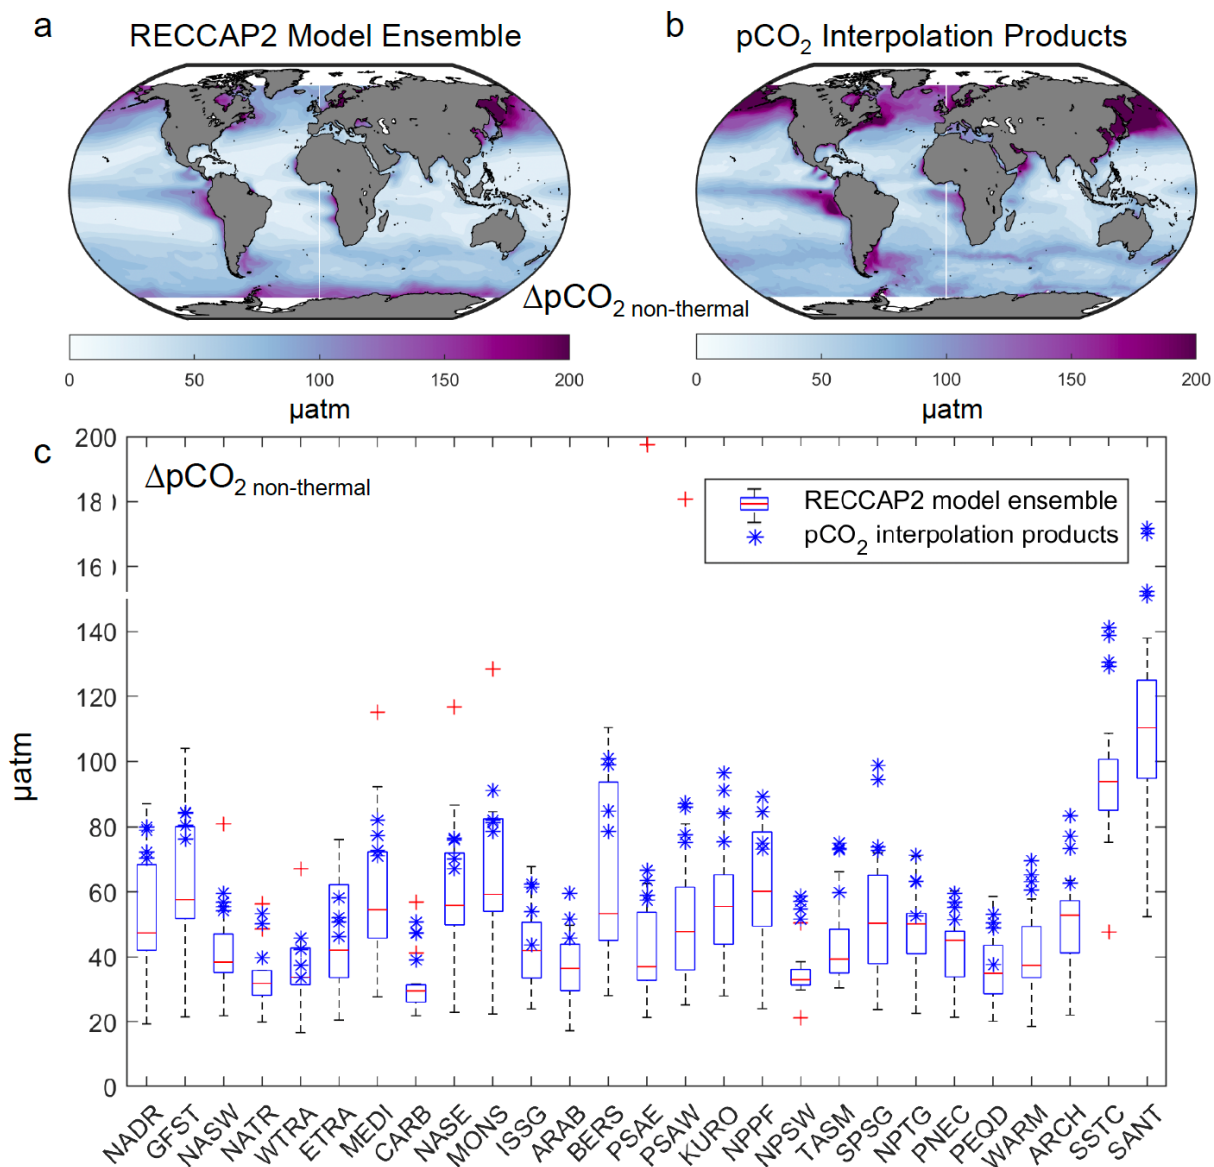 a
RECCAP2 Model Ensemble
b
pCO2 Interpolation Products
ΔpCO2 non-thermal
0 50 100 150 200
µatm
0 50 100 150 200
µatm
c
ΔpCO2 non-thermal
RECCAP2 model ensemble
pCO2 interpolation products
200
140
120
100
80
60
40
20
0
µatm
NADR GFST NASW NATR WTRA ETRA MEDI CARB NASE MONS ISSG ARAB BERS PSAE PSAW KURO NPPF NPSW TASM SPSG NPTG PNEC PEQD WARM ARCH SSTC SANT